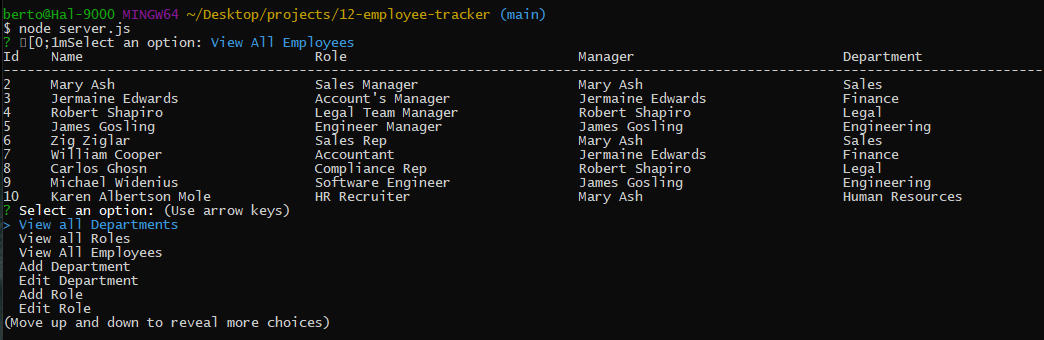 berto@Hal-9000 MINGW64 ~/Desktop/projects/12-employee-tracker (main)
$ node server.js
? ▯[0;1mSelect an option: View All Employees
Id Name Role Manager Department
--------------------------------------------------------------------------------------------------------------------------------
2 Mary Ash Sales Manager Mary Ash Sales
3 Jermaine Edwards Account's Manager Jermaine Edwards Finance
4 Robert Shapiro Legal Team Manager Robert Shapiro Legal
5 James Gosling Engineer Manager James Gosling Engineering
6 Zig Ziglar Sales Rep Mary Ash Sales
7 William Cooper Accountant Jermaine Edwards Finance
8 Carlos Ghosn Compliance Rep Robert Shapiro Legal
9 Michael Widenius Software Engineer James Gosling Engineering
10 Karen Albertson Mole HR Recruiter Mary Ash Human Resources
? Select an option: (Use arrow keys)
> View all Departments
View all Roles
View All Employees
Add Department
Edit Department
Add Role
Edit Role
(Move up and down to reveal more choices)